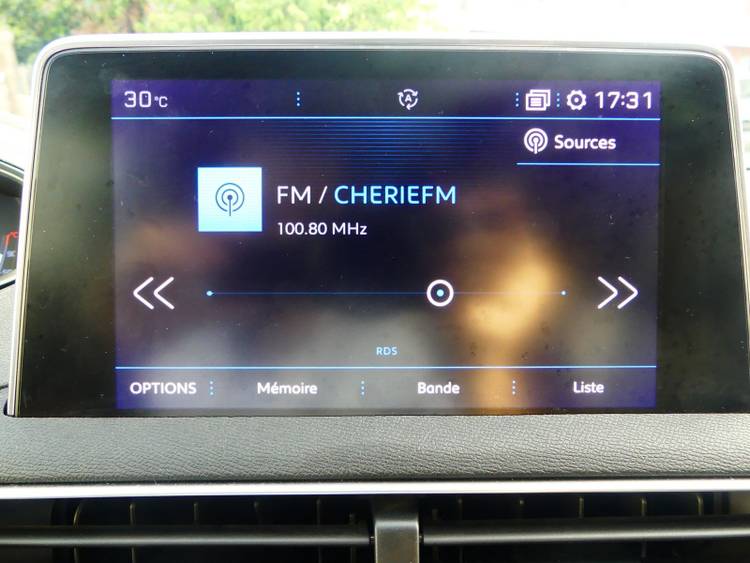 30°C A 17:31
Sources
FM / CHERIEFM
100.80 MHz
RDS
OPTIONS Mémoire Bande Liste